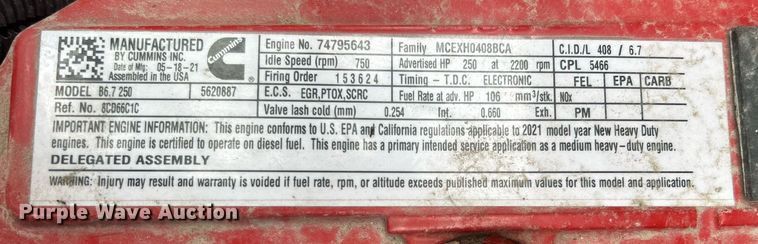 MANUFACTURED
BY CUMMINS INC.
Date of Mfg. 05-18-21
Assembled in the USA
Cummins
Engine No. 74795643
Idle Speed (rpm) 750
Firing Order 153624
Family MCEXH0408BCA
Advertised HP 250 at 2200 rpm
Timing - T.D.C. ELECTRONIC
C.I.D./L 408 / 6.7
CPL 5466
FEL EPA CARB
MODEL B6.7 250 5620887
E.C.S. EGR,PTOX,SCRC
Fuel Rate at adv. HP 106 mm³/stk.
NOx
Ref. No. 8CD66C1C
Valve lash cold (mm) 0.254 Int. 0.660 Exh.
PM
IMPORTANT ENGINE INFORMATION: This engine conforms to U.S. EPA and California regulations applicable to 2021 model year New Heavy Duty
engines. This engine is certified to operate on diesel fuel. This engine has a primary intended service application as a medium heavy-duty engine.
DELEGATED ASSEMBLY
WARNING: Injury may result and warranty is voided if fuel rate, rpm, or altitude exceeds published maximum values for this model and application.
Purple Wave Auction